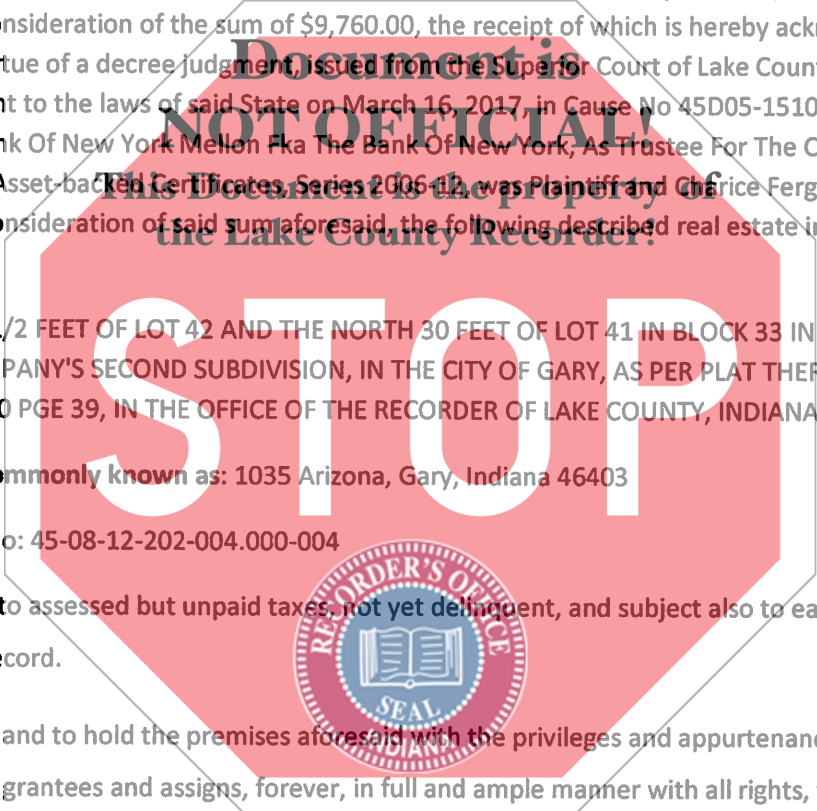 nsideration of the sum of $9,760.00, the receipt of which is hereby ack
Document is
tue of a decree judgment, issued from the Superior Court of Lake Coun
nt to the laws of said State on March 16, 2017, in Cause No 45D05-1510
NOT OFFICIAL!
nk Of New York Mellon Fka The Bank Of New York, As Trustee For The C
Asset-backed Certificates, Series 2006-12, was Plaintiff and Charice Ferg
This Document is the property of
nsideration of said sum aforesaid, the following described real estate i
the Lake County Recorder!
/2 FEET OF LOT 42 AND THE NORTH 30 FEET OF LOT 41 IN BLOCK 33 IN
PANY'S SECOND SUBDIVISION, IN THE CITY OF GARY, AS PER PLAT THER
0 PGE 39, IN THE OFFICE OF THE RECORDER OF LAKE COUNTY, INDIANA
STOP
ommonly known as: 1035 Arizona, Gary, Indiana 46403
o: 45-08-12-202-004.000-004
to assessed but unpaid taxes, not yet delinquent, and subject also to ea
ecord.
RECORDER'S OFFICE
SEAL
INDIANA
and to hold the premises aforesaid with the privileges and appurtenanc
grantees and assigns, forever, in full and ample manner with all rights,